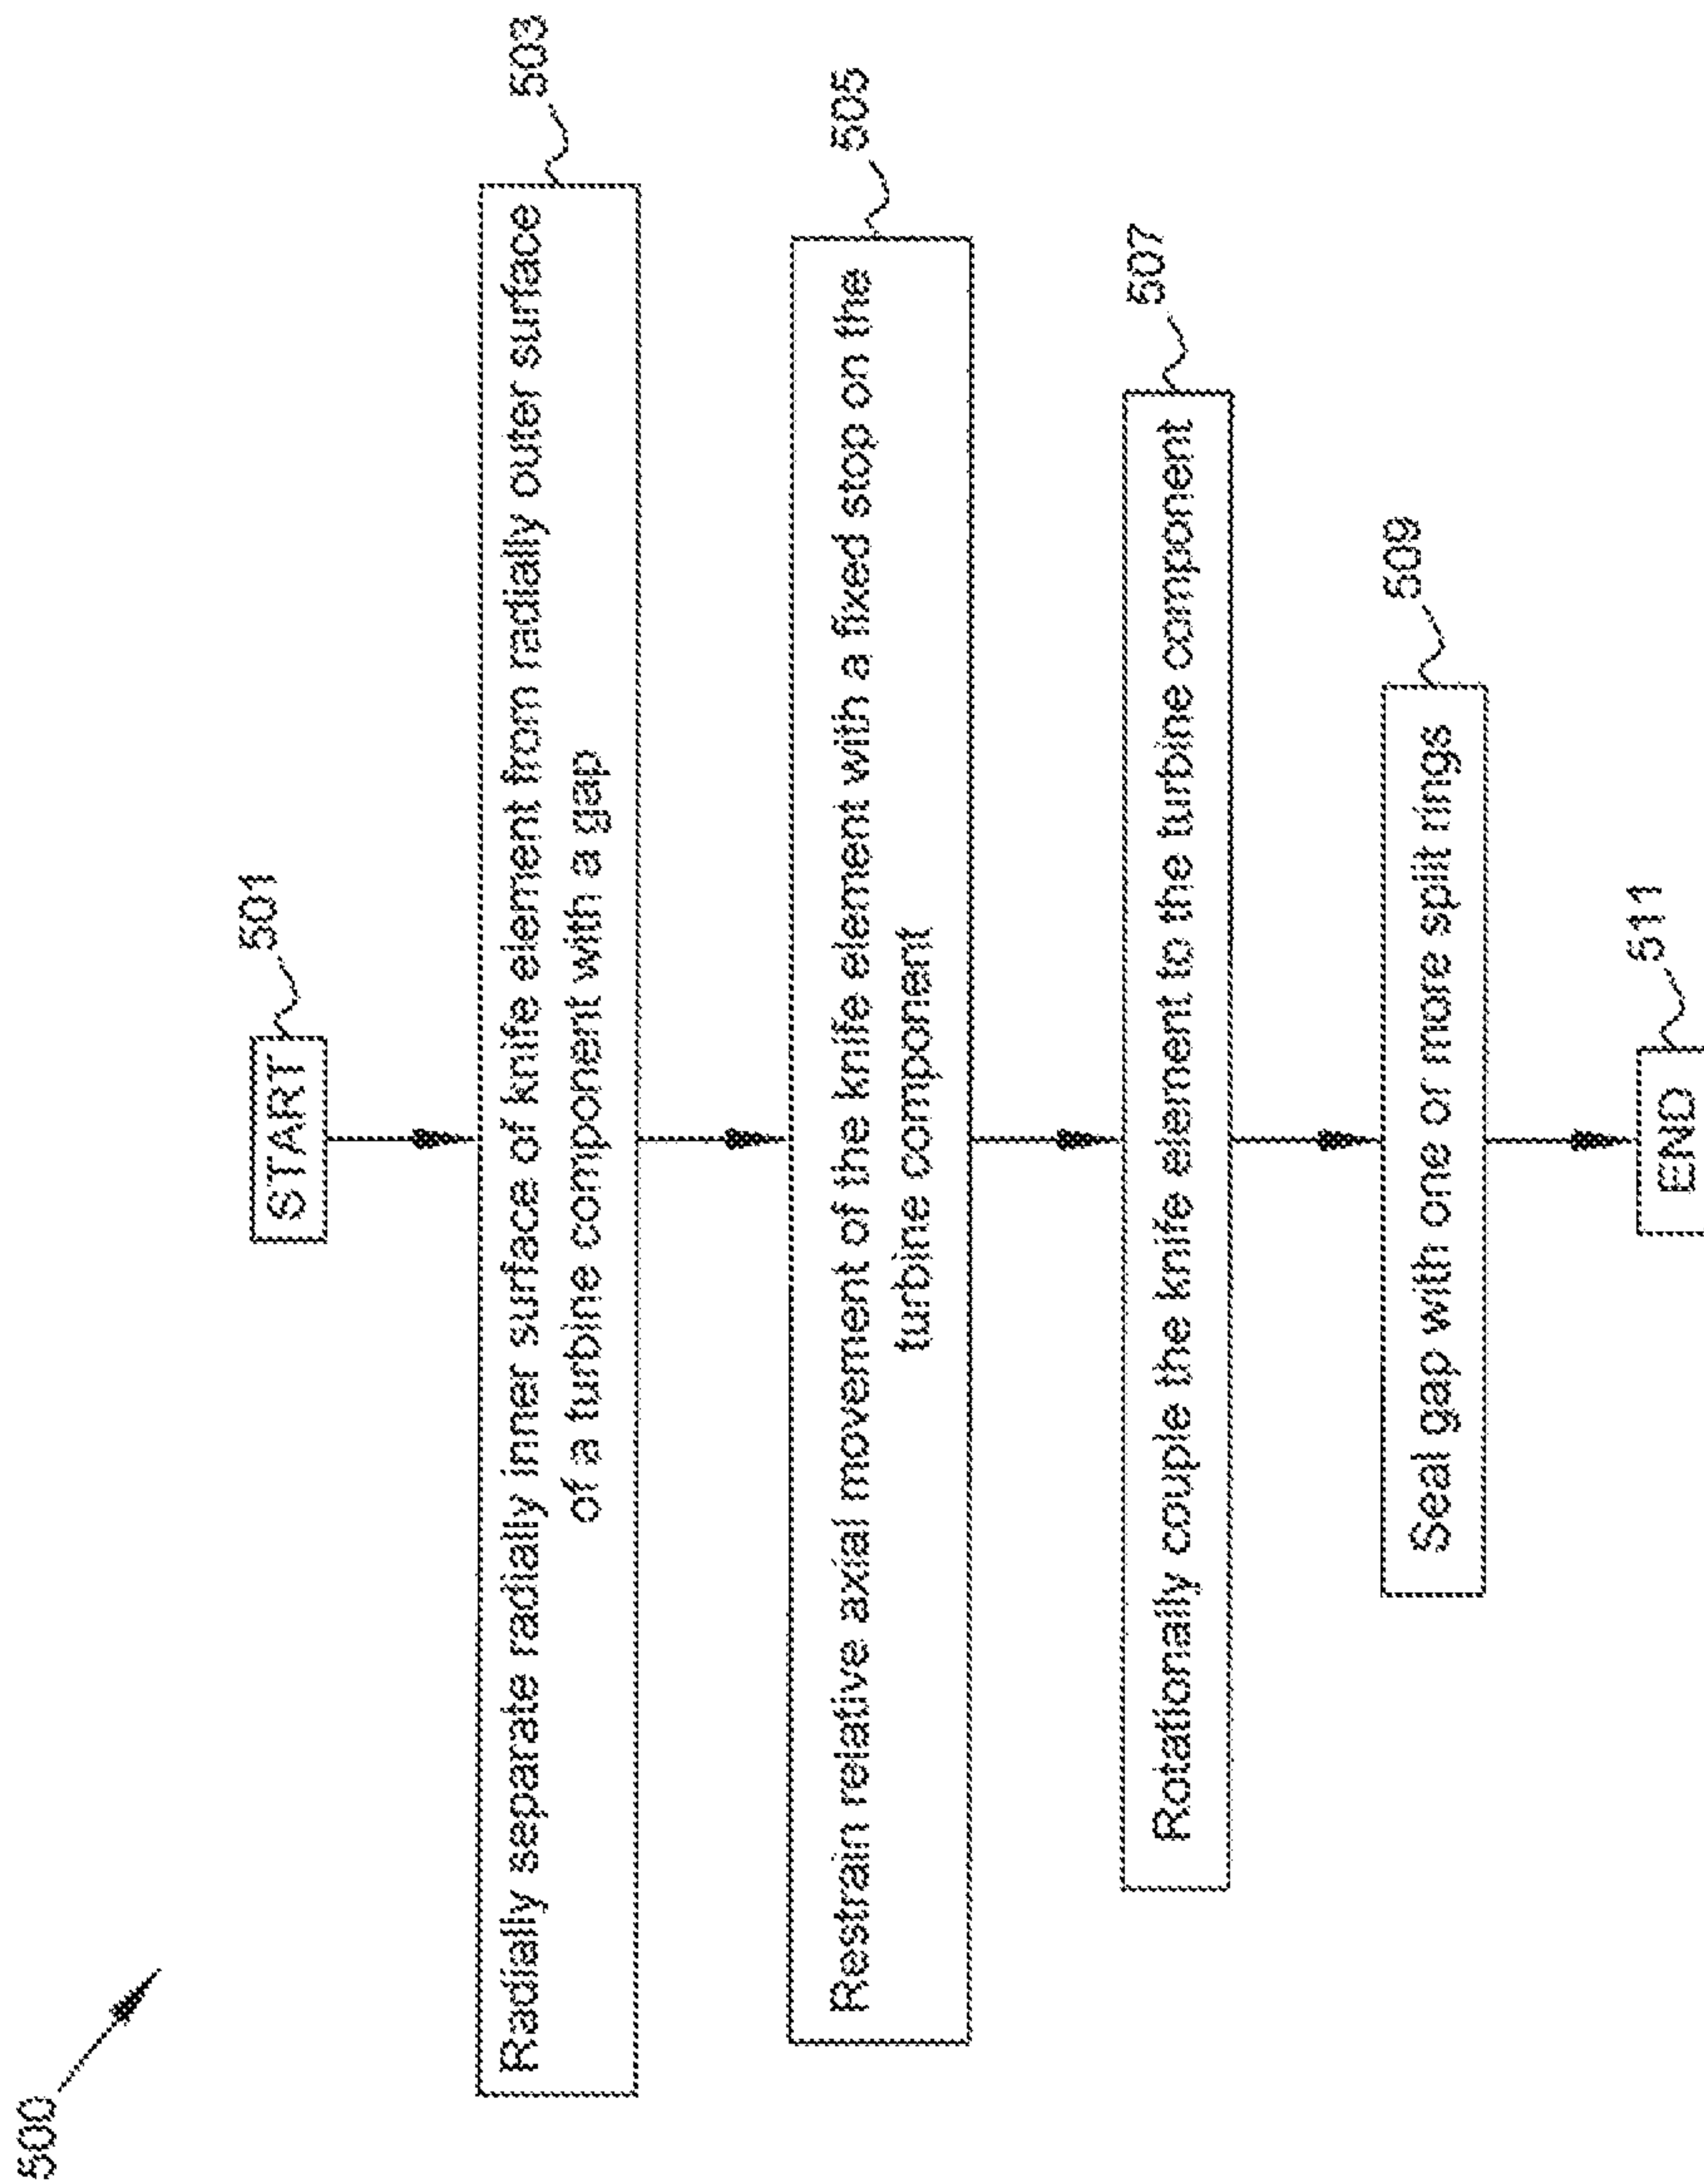 500
START
501
Radially separate radially inner surface of knife element from radially outer surface
of a turbine component with a gap
503
Restrain relative axial movement of the knife element with a fixed stop on the
turbine component
505
Rotationally couple the knife element to the turbine component
507
Seal gap with one or more split rings
509
END
511